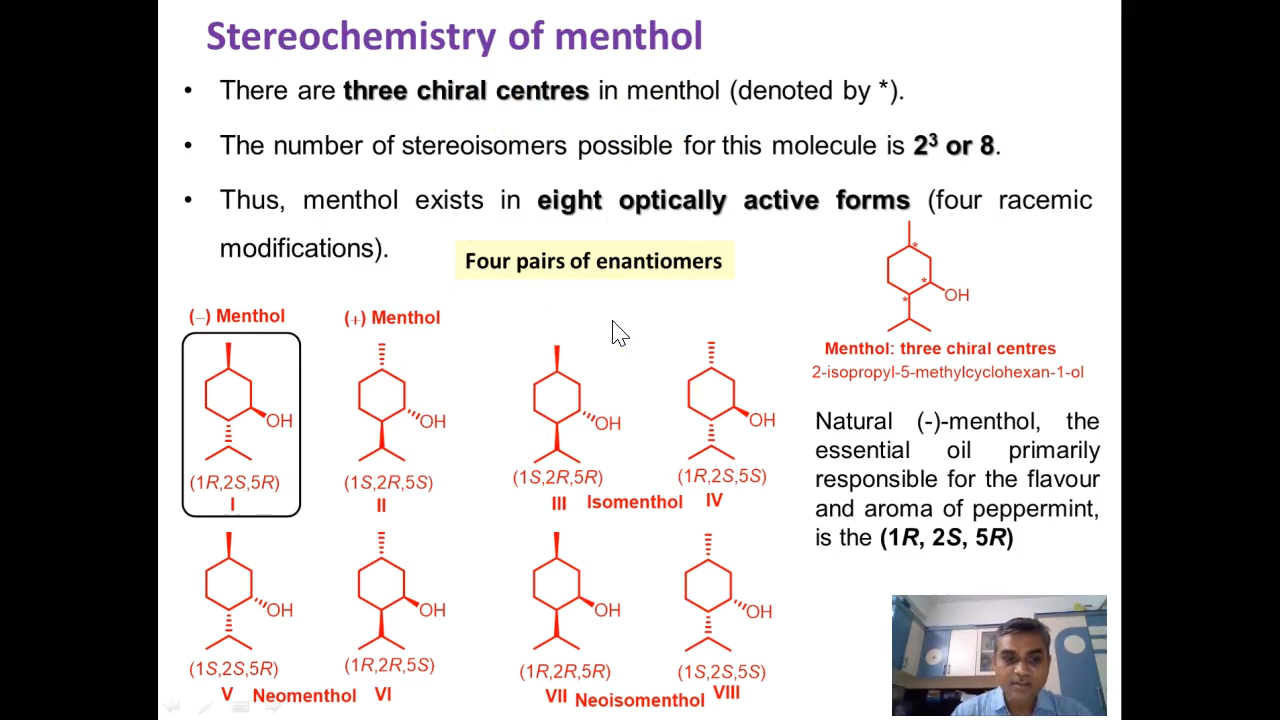 Stereochemistry of menthol
• There are three chiral centres in menthol (denoted by *).
• The number of stereoisomers possible for this molecule is 2³ or 8.
• Thus, menthol exists in eight optically active forms (four racemic
modifications).
Four pairs of enantiomers
*
*
*
OH
Menthol: three chiral centres
2-isopropyl-5-methylcyclohexan-1-ol
(–) Menthol
(+) Menthol
OH
OH
OH
OH
(1R,2S,5R)
(1S,2R,5S)
(1S,2R,5R)
(1R,2S,5S)
I
II
III Isomenthol IV
Natural (-)-menthol, the
essential oil primarily
responsible for the flavour
and aroma of peppermint,
is the (1R, 2S, 5R)
OH
OH
OH
OH
(1S,2S,5R)
(1R,2R,5S)
(1R,2R,5R)
(1S,2S,5S)
V Neomenthol VI
VII Neoisomenthol VIII